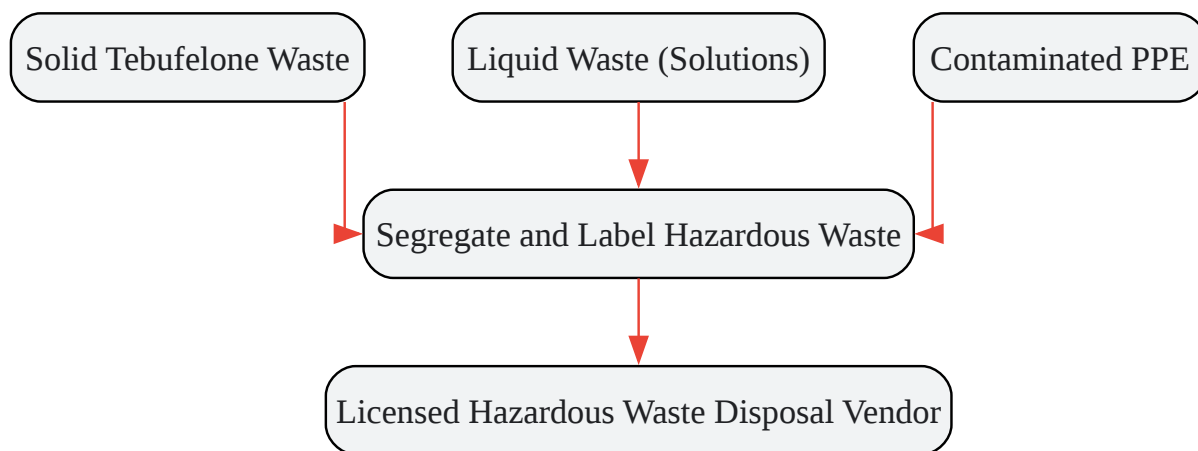 Solid Tebufelone Waste
Liquid Waste (Solutions)
Contaminated PPE
Segregate and Label Hazardous Waste
Licensed Hazardous Waste Disposal Vendor